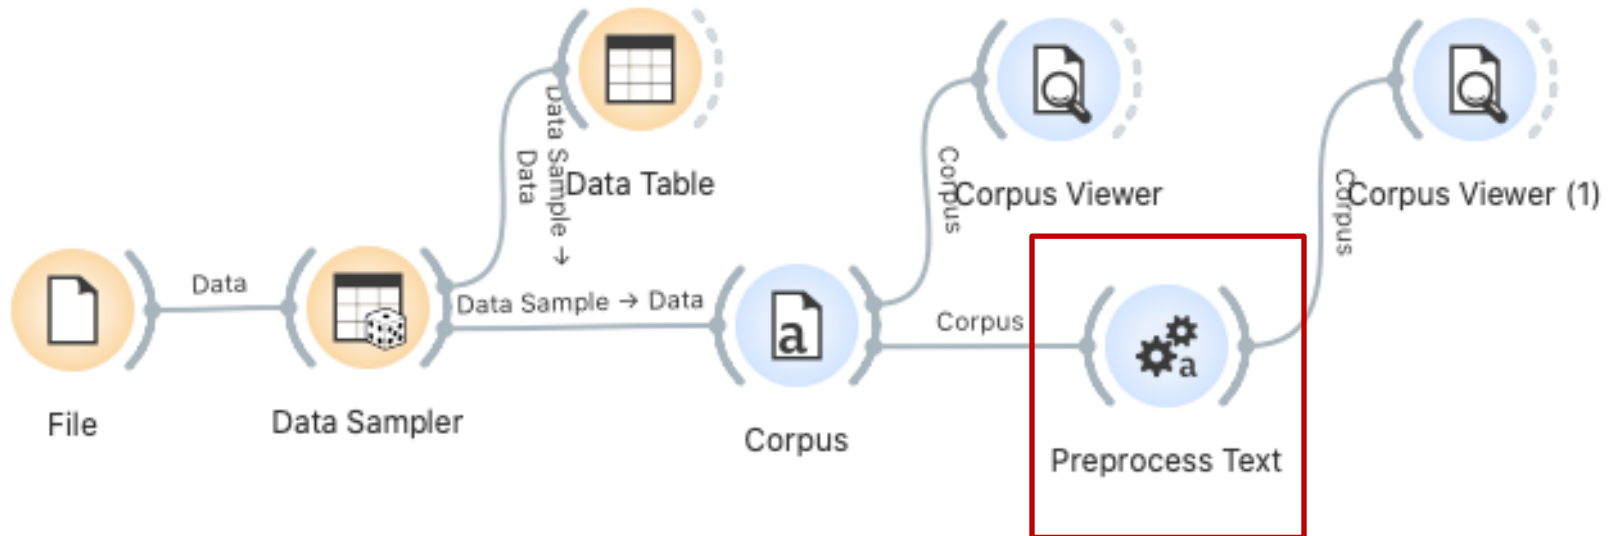 Data Sample →
Data
Data Table
Corpus
Corpus Viewer
Corpus
Corpus Viewer (1)
Data
Data Sample → Data
Corpus
a
a
File
Data Sampler
Corpus
Preprocess Text